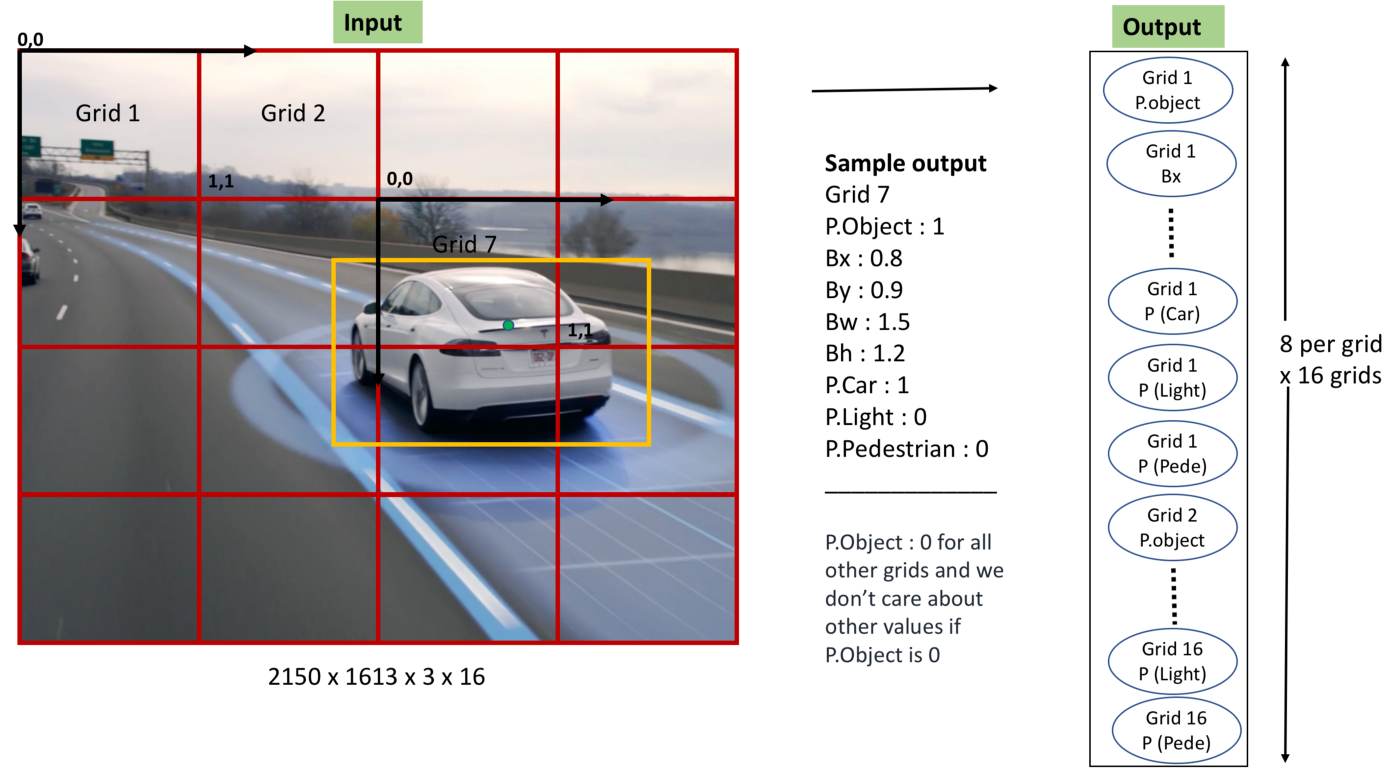 Input
0,0
Grid 1
Grid 2
1,1
0,0
Grid 7
1,1
2150 x 1613 x 3 x 16
Sample output
Grid 7
P.Object : 1
Bx : 0.8
By : 0.9
Bw : 1.5
Bh : 1.2
P.Car : 1
P.Light : 0
P.Pedestrian : 0
P.Object : 0 for all
other grids and we
don’t care about
other values if
P.Object is 0
Output
Grid 1
P.object
Grid 1
Bx
Grid 1
P (Car)
Grid 1
P (Light)
Grid 1
P (Pede)
Grid 2
P.object
Grid 16
P (Light)
Grid 16
P (Pede)
8 per grid
x 16 grids